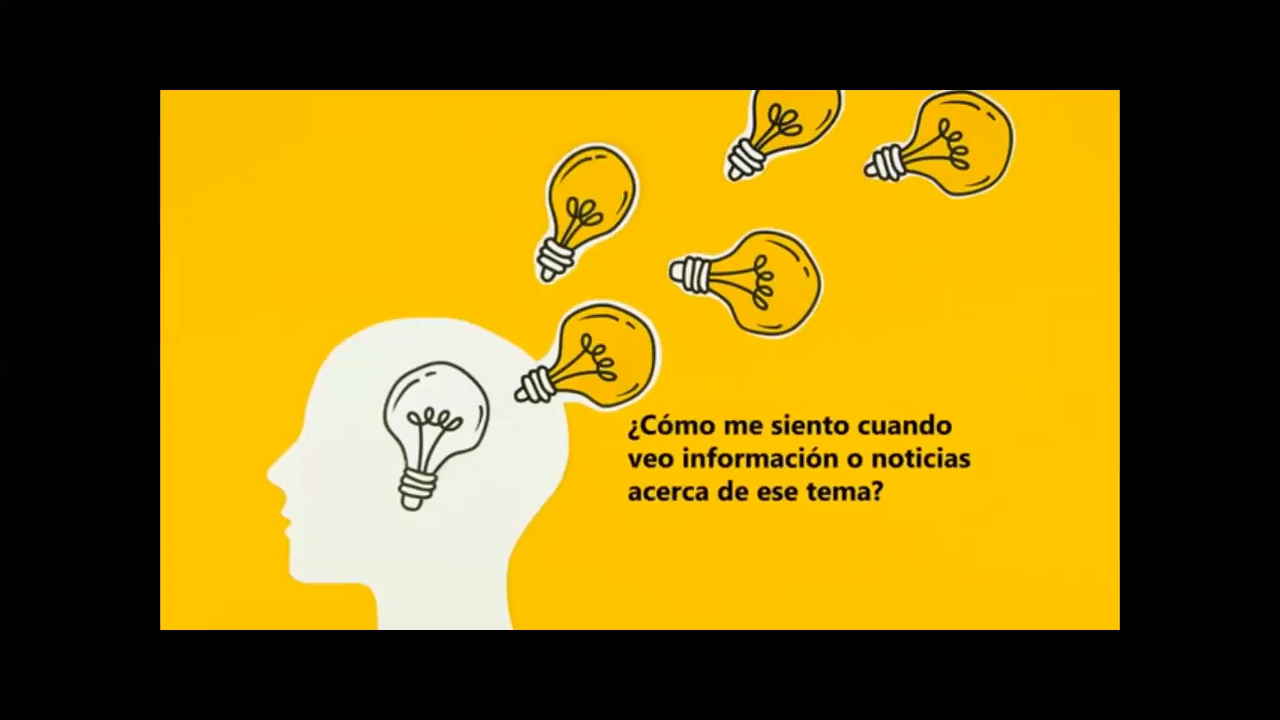 ¿Cómo me siento cuando
veo información o noticias
acerca de ese tema?